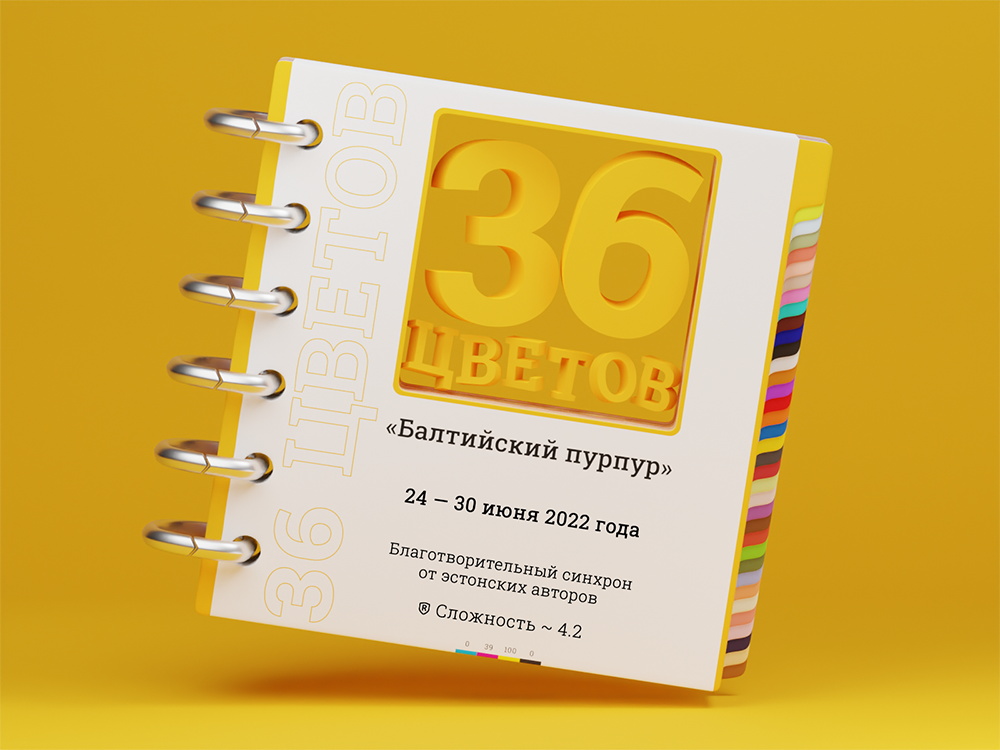 36 ЦВЕТОВ
36
ЦВЕТОВ
«Балтийский пурпур»
24 — 30 июня 2022 года
Благотворительный синхрон
от эстонских авторов
Сложность ~ 4.2
0 39 100 0